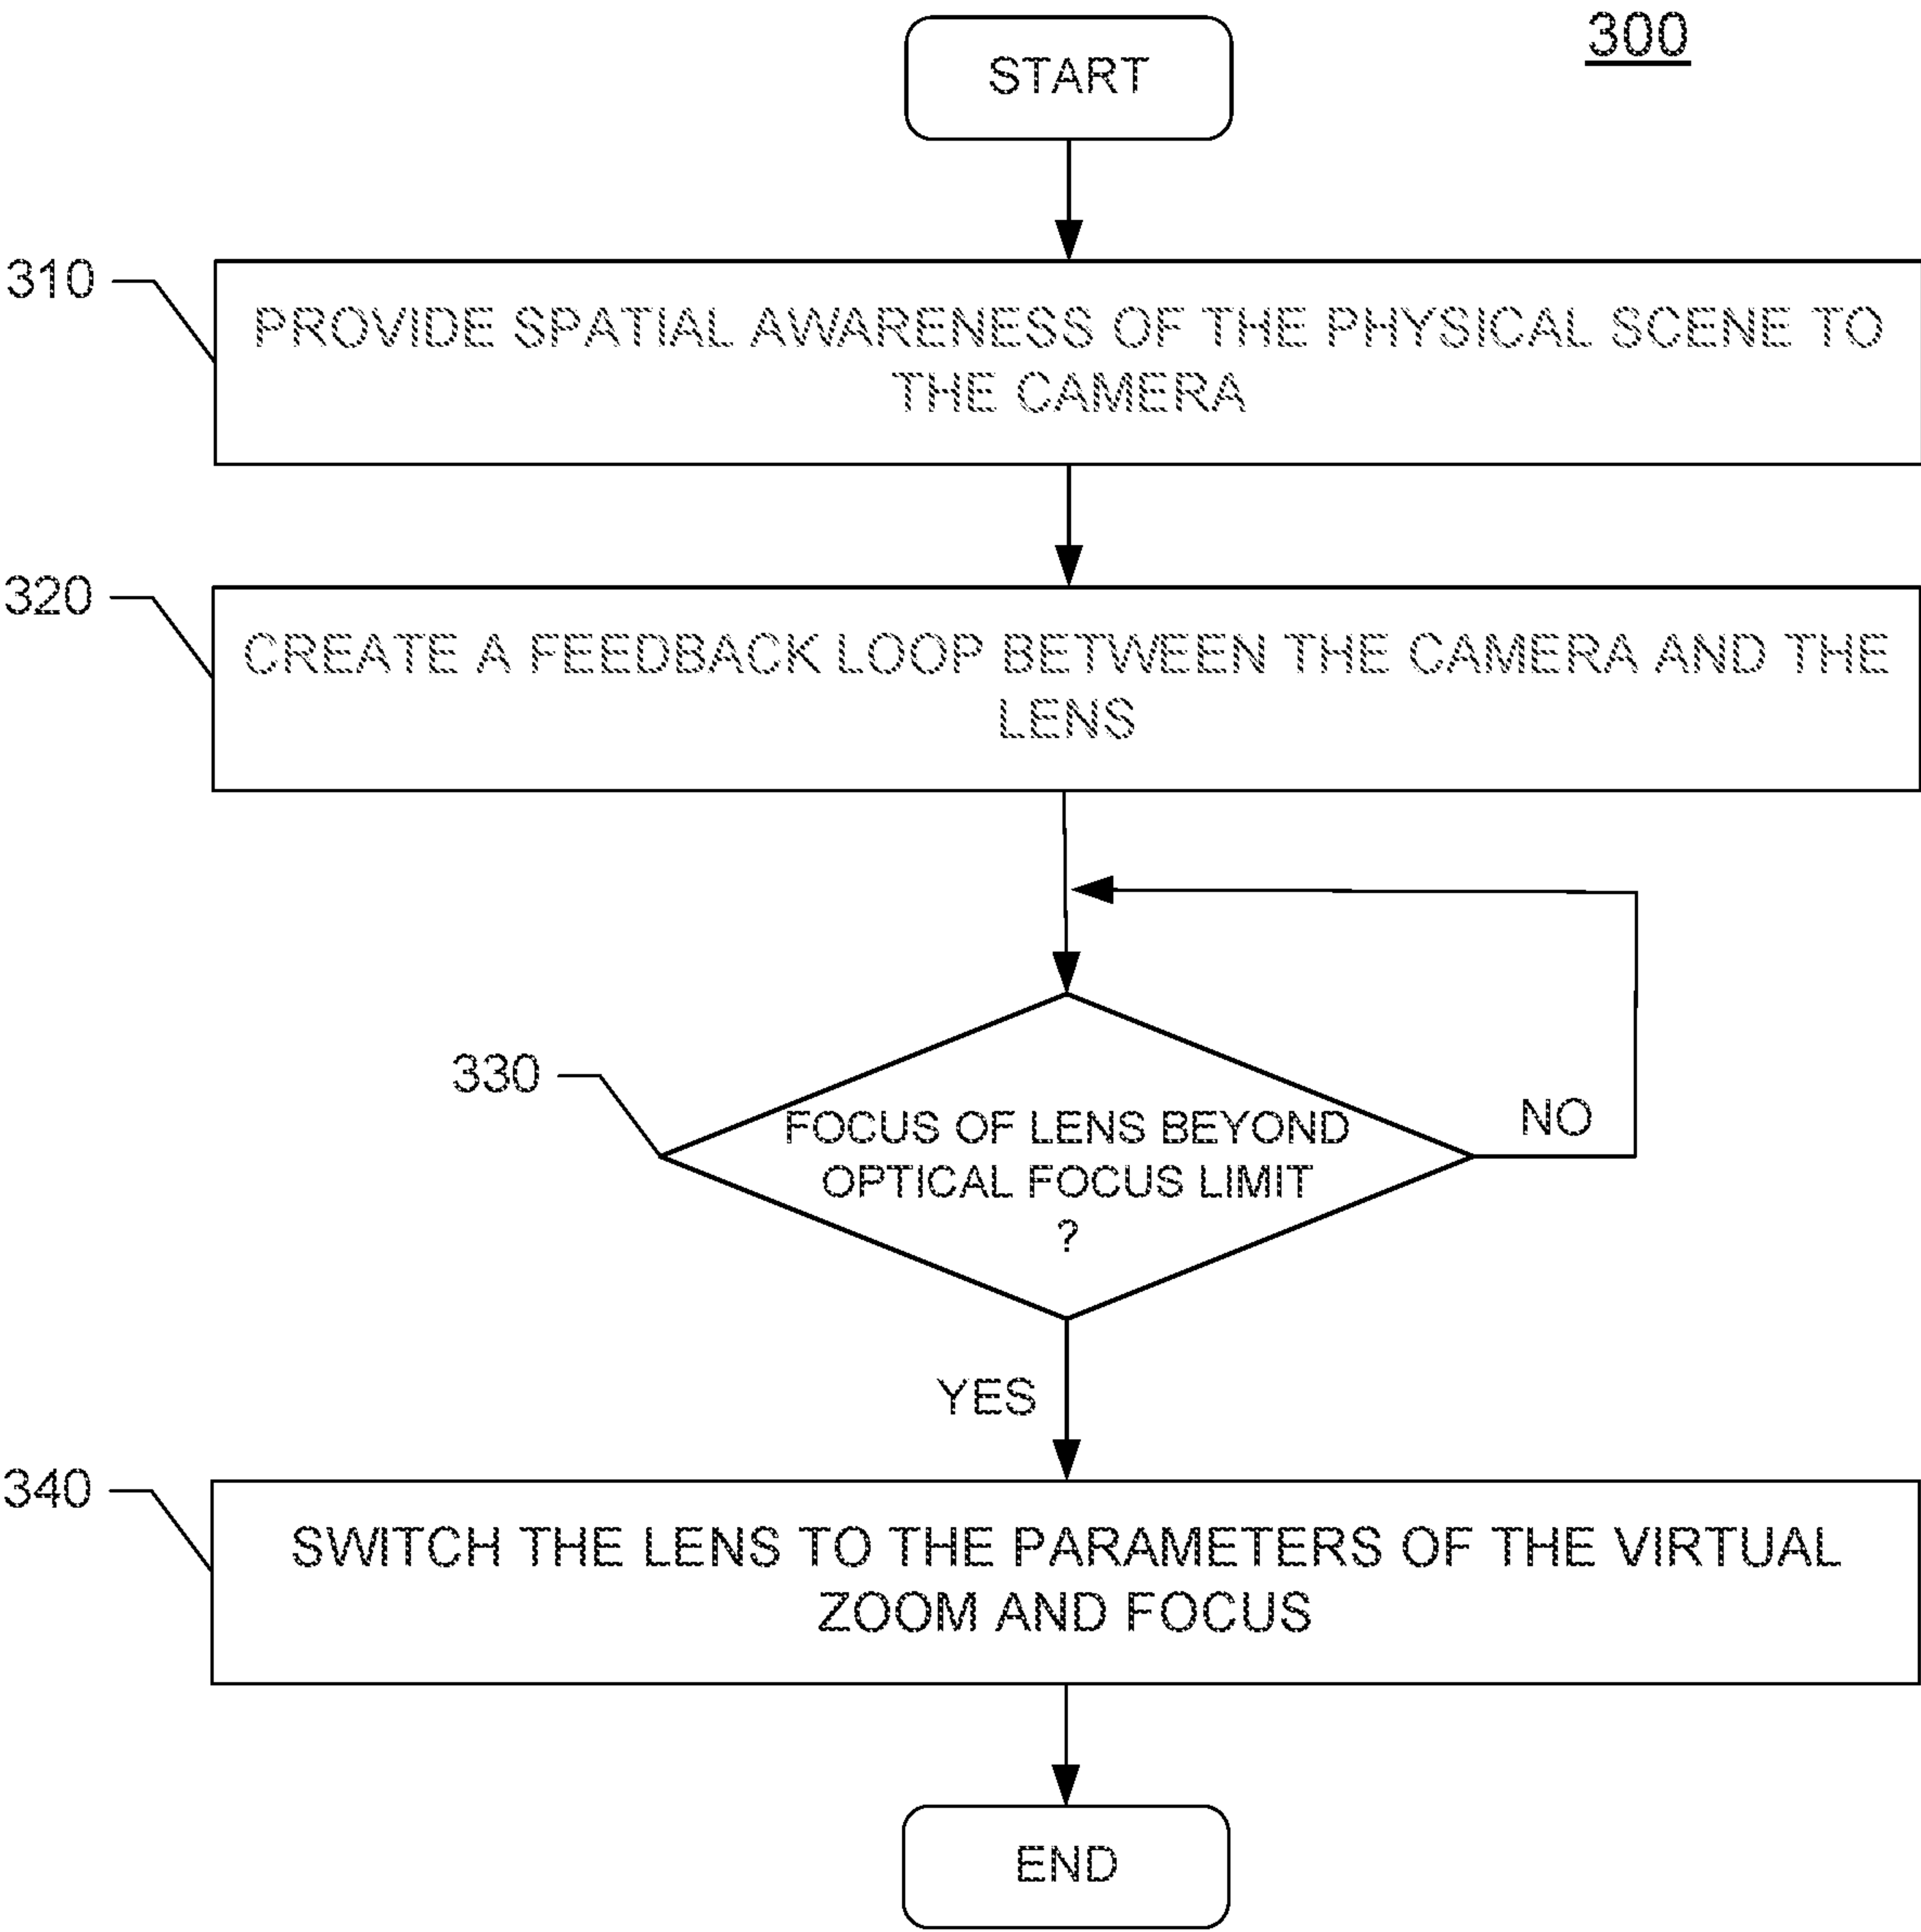 300
START
310
PROVIDE SPATIAL AWARENESS OF THE PHYSICAL SCENE TO
THE CAMERA
320
CREATE A FEEDBACK LOOP BETWEEN THE CAMERA AND THE
LENS
330
FOCUS OF LENS BEYOND
OPTICAL FOCUS LIMIT
?
NO
YES
340
SWITCH THE LENS TO THE PARAMETERS OF THE VIRTUAL
ZOOM AND FOCUS
END